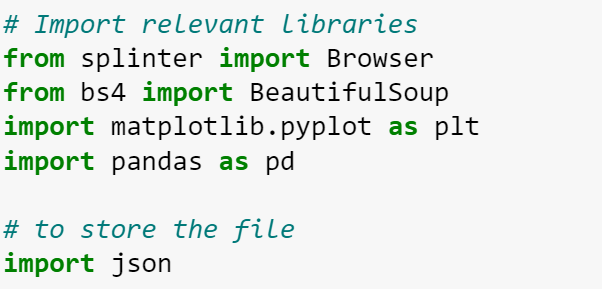 # Import relevant libraries
from splinter import Browser
from bs4 import BeautifulSoup
import matplotlib.pyplot as plt
import pandas as pd
# to store the file
import json